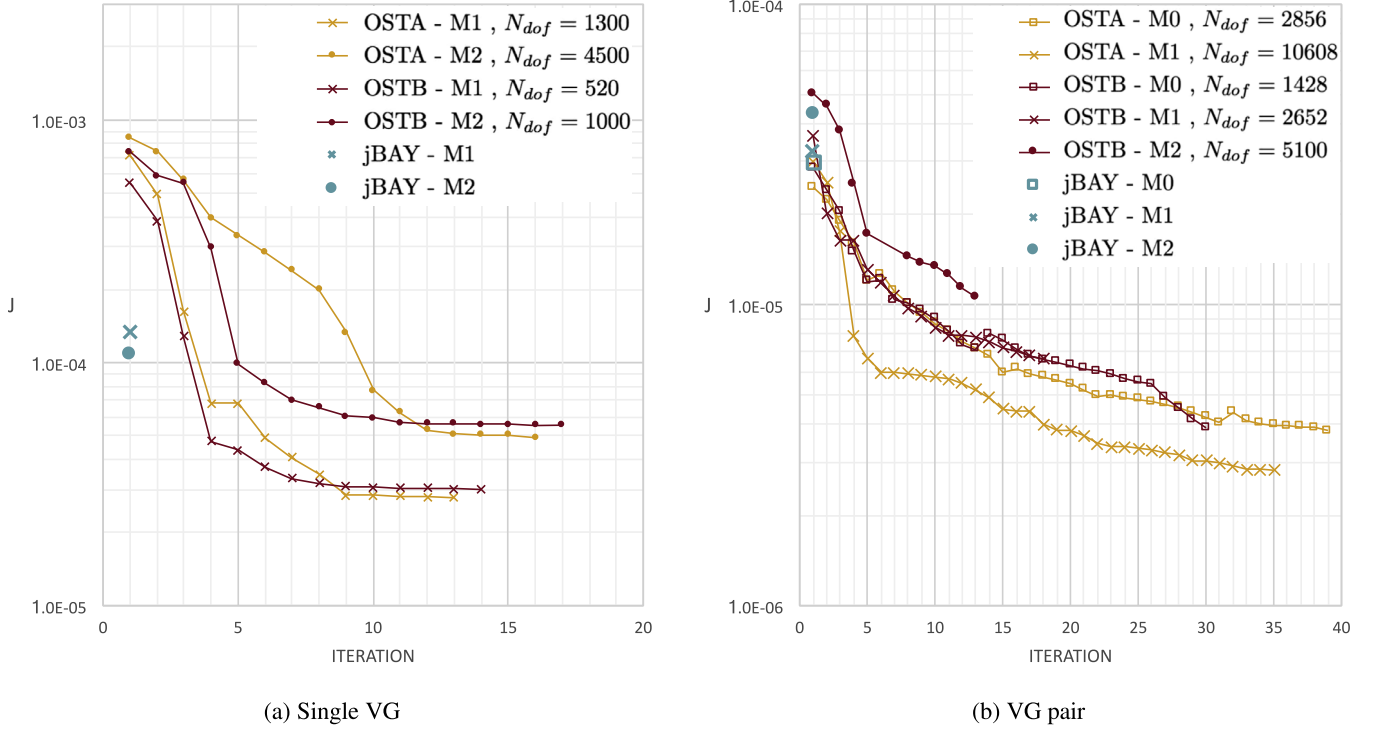 OSTA - M1 , N_dof = 1300
OSTA - M2 , N_dof = 4500
OSTB - M1 , N_dof = 520
OSTB - M2 , N_dof = 1000
jBAY - M1
jBAY - M2
1.0E-03
1.0E-04
1.0E-05
J
0 5 10 15 20
ITERATION
(a) Single VG
OSTA - M0 , N_dof = 2856
OSTA - M1 , N_dof = 10608
OSTB - M0 , N_dof = 1428
OSTB - M1 , N_dof = 2652
OSTB - M2 , N_dof = 5100
jBAY - M0
jBAY - M1
jBAY - M2
1.0E-04
1.0E-05
1.0E-06
J
0 5 10 15 20 25 30 35 40
ITERATION
(b) VG pair